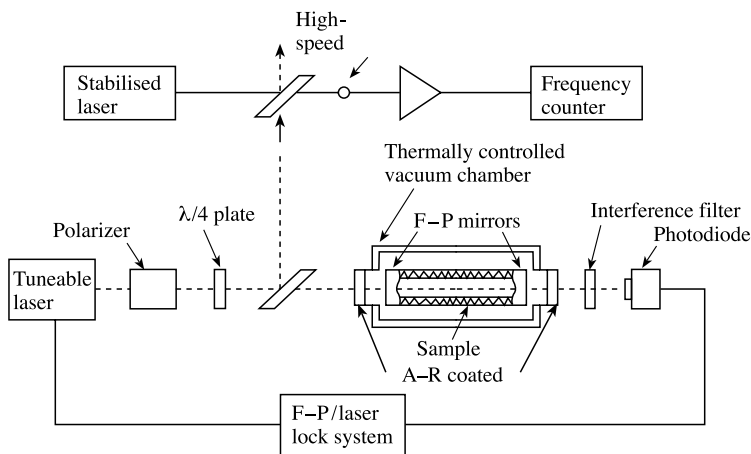 High-
speed
Stabilised
laser
Frequency
counter
Thermally controlled
vacuum chamber
λ/4 plate
F–P mirrors
Interference filter
Polarizer
Photodiode
Tuneable
laser
Sample
A–R coated
F–P/laser
lock system